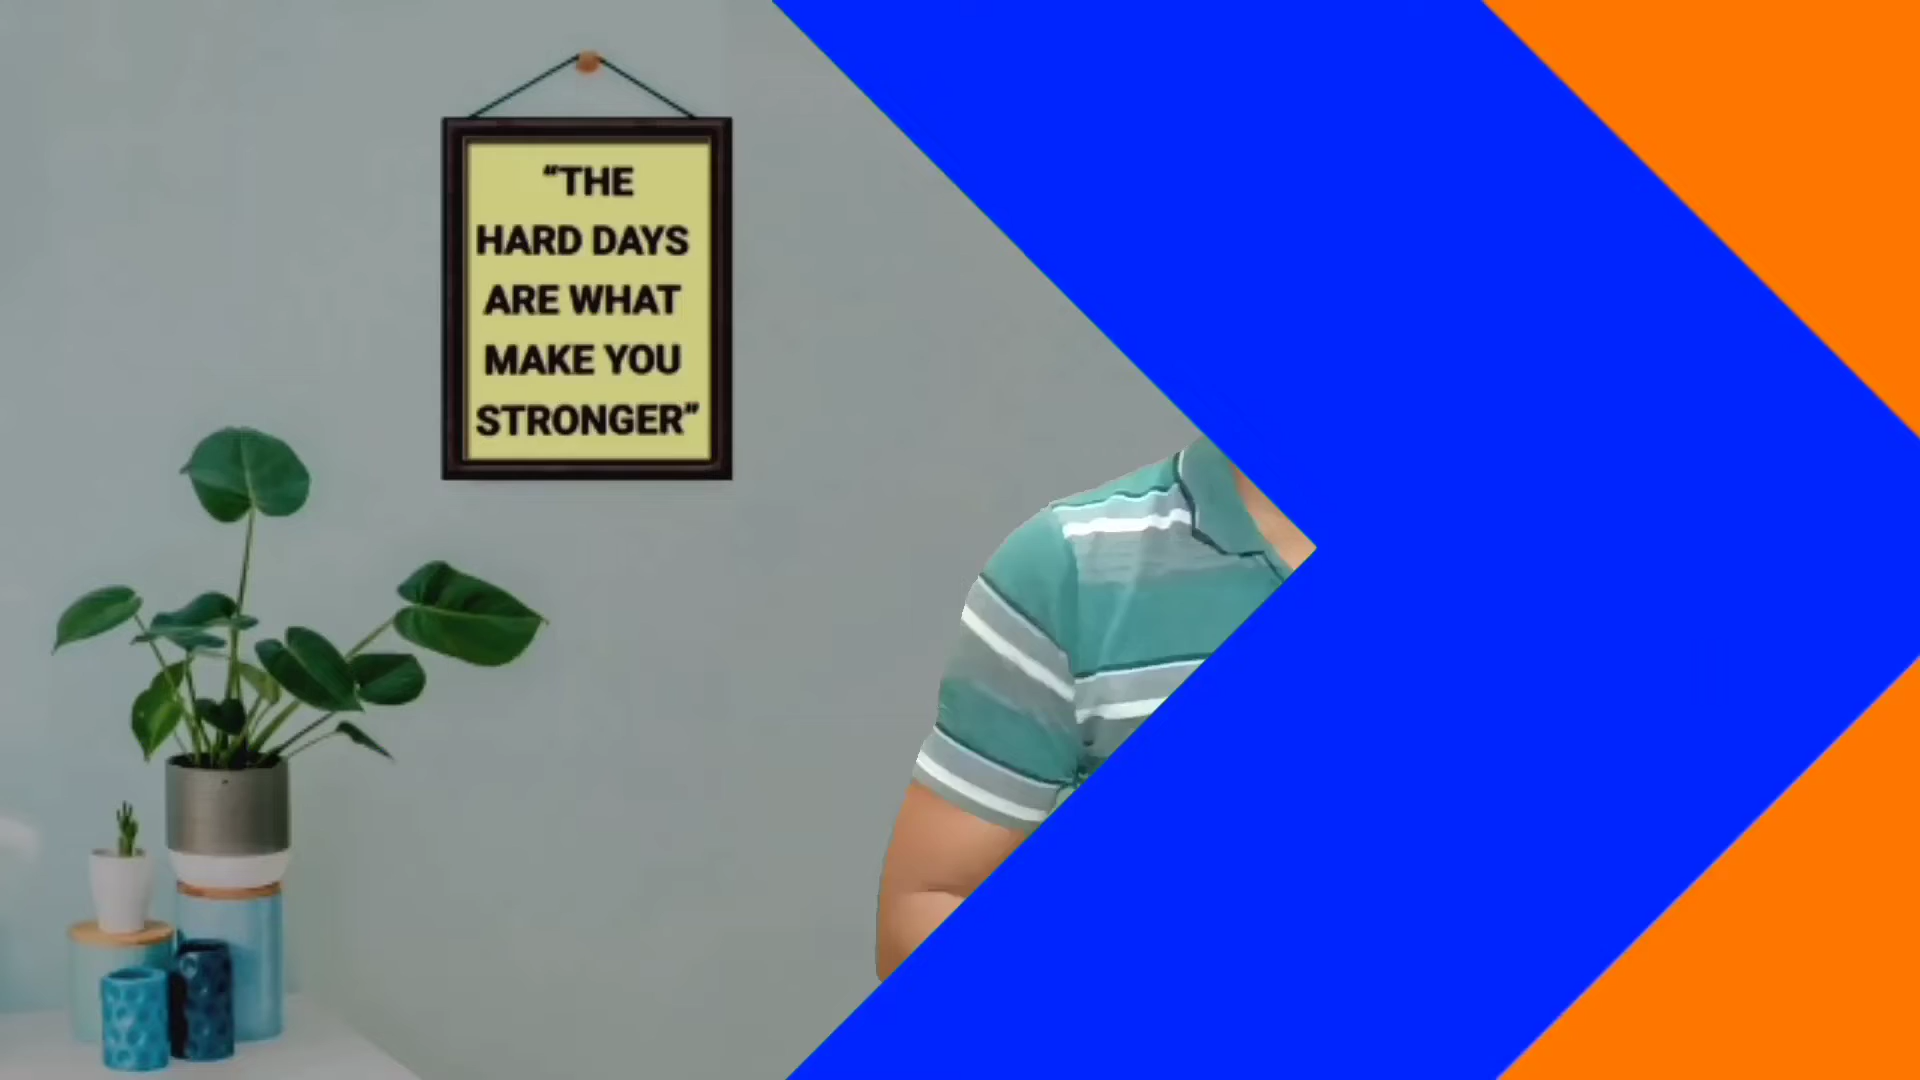 “THE
HARD DAYS
ARE WHAT
MAKE YOU
STRONGER”